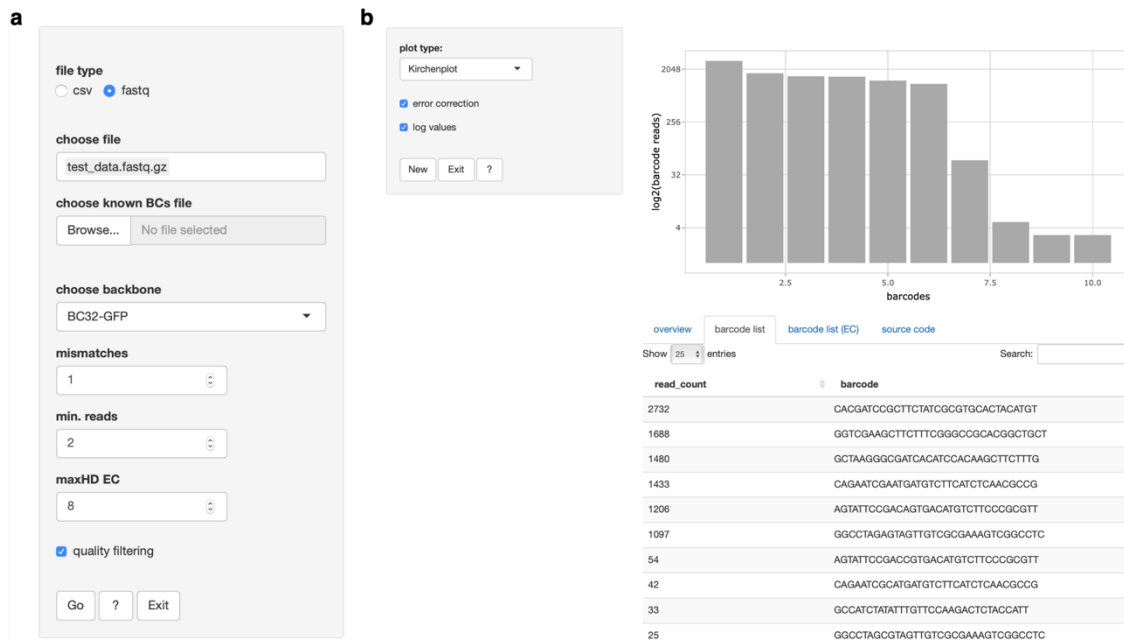 a
file type
csv fastq
choose file
test_data.fastq.gz
choose known BCs file
Browse... No file selected
choose backbone
BC32-GFP
mismatches
1
min. reads
2
maxHD EC
8
quality filtering
Go ? Exit
b
plot type:
Kirchenplot
error correction
log values
New Exit ?
log2(barcode reads)
2048
256
32
4
2.5 5.0 7.5 10.0
barcodes
overview barcode list barcode list (EC) source code
Show 25 entries Search:
read_count barcode
2732 CACGATCCGCTTCTATCGCGTGCACTACATGT
1688 GGTCGAAGCTTCTTTCGGGCCGCACGGCTGCT
1480 GCTAAGGGCGATCACATCCACAAGCTTCTTTG
1433 CAGAATCGAATGATGTCTTCATCTCAACGCCG
1206 AGTATTCCGACAGTGACATGTCTTCCCGCGTT
1097 GGCCTAGAGTAGTTGTCGCGAAAGTCGGCCTC
54 AGTATTCCGACCGTGACATGTCTTCCCGCGTT
42 CAGAATCGCATGATGTCTTCATCTCAACGCCG
33 GCCATCTATATTTGTTCCAAGACTCTACCATT
25 GGCCTAGCGTAGTTGTCGCGAAAGTCGGCCTC